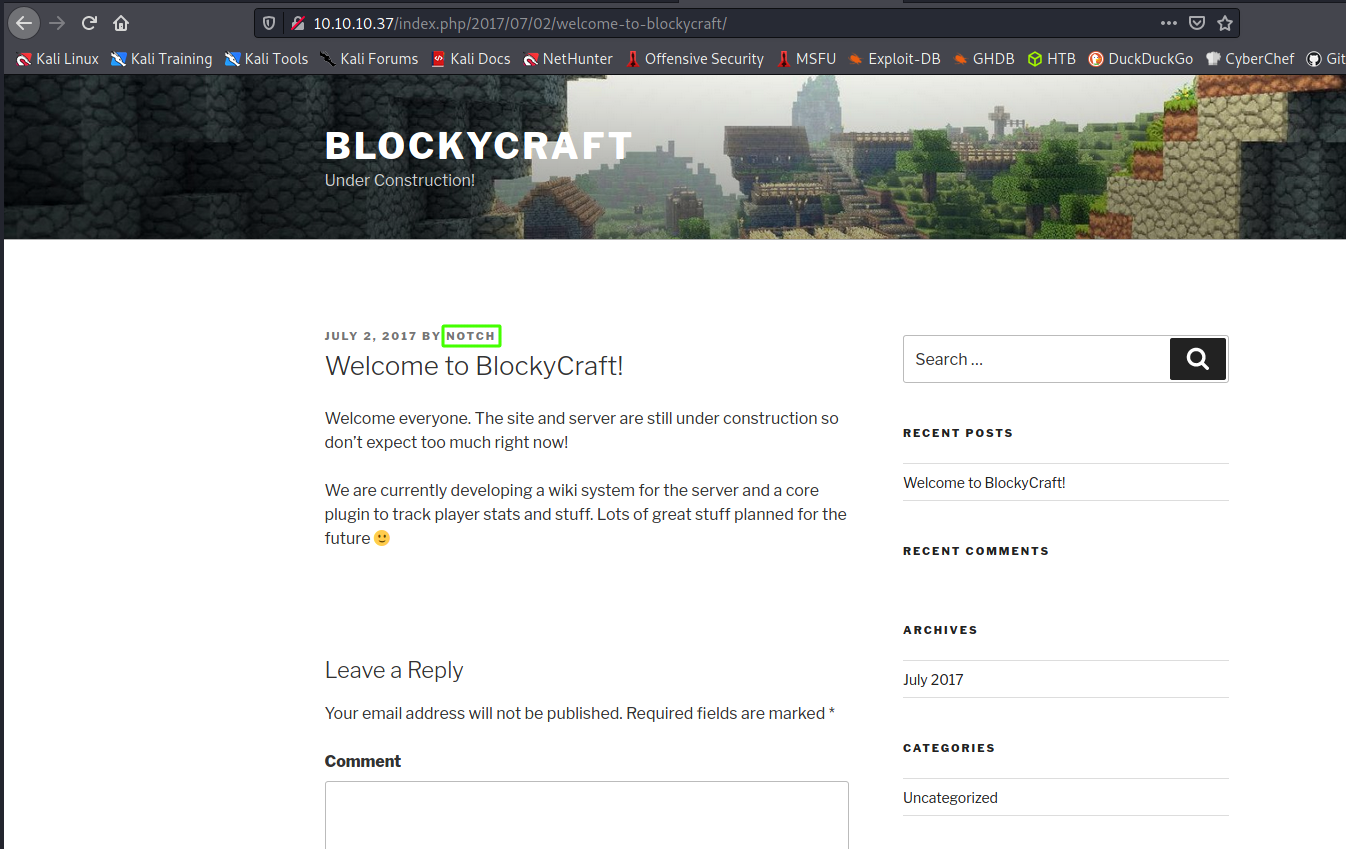 10.10.10.37/index.php/2017/07/02/welcome-to-blockycraft/
Kali Linux Kali Training Kali Tools Kali Forums Kali Docs NetHunter Offensive Security MSFU Exploit-DB GHDB HTB DuckDuckGo CyberChef Git
BLOCKYCRAFT
Under Construction!
JULY 2, 2017 BY NOTCH
Welcome to BlockyCraft!
Welcome everyone. The site and server are still under construction so
don’t expect too much right now!
We are currently developing a wiki system for the server and a core
plugin to track player stats and stuff. Lots of great stuff planned for the
future 🙂
Leave a Reply
Your email address will not be published. Required fields are marked *
Comment
Search …
RECENT POSTS
Welcome to BlockyCraft!
RECENT COMMENTS
ARCHIVES
July 2017
CATEGORIES
Uncategorized